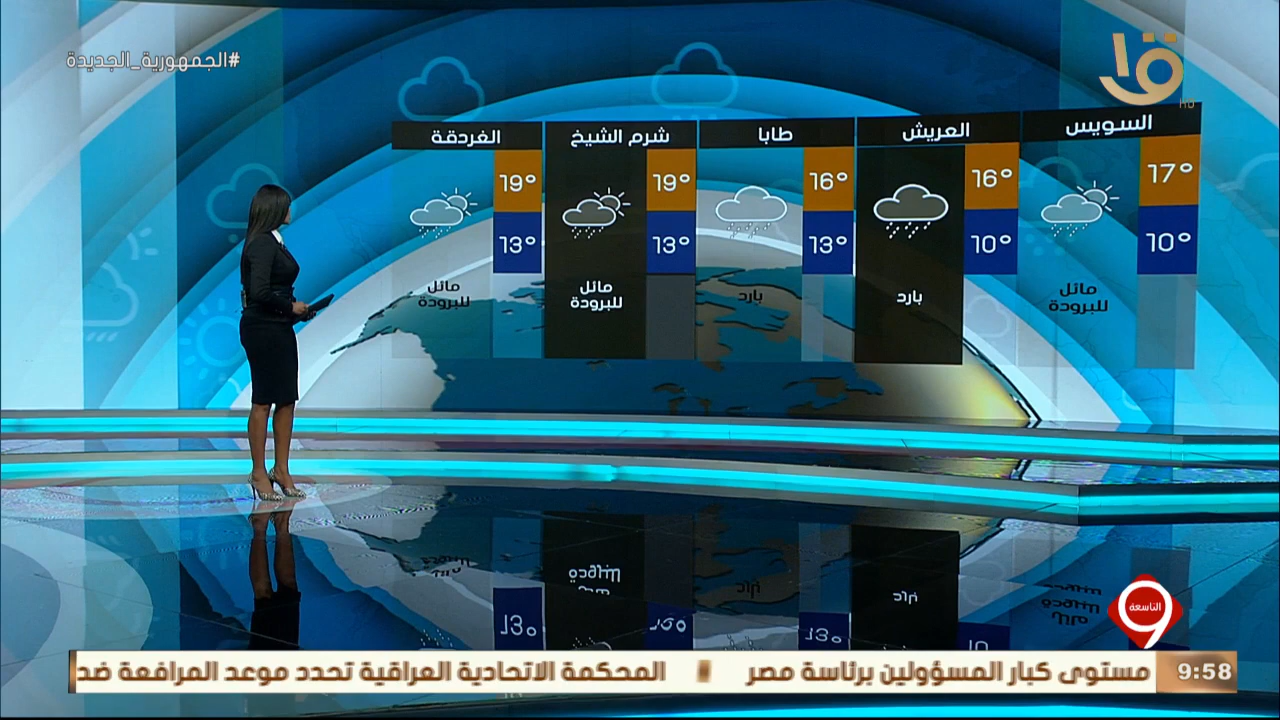 #الجمهورية_الجديدة
HD
السويس
17°
10°
مائل
للبرودة
العريش
16°
10°
بارد
طابا
16°
13°
بارد
شرم الشيخ
19°
13°
مائل
للبرودة
الغردقة
19°
13°
مائل
للبرودة
التاسعة
9
9:58
مستوى كبار المسؤولين برئاسة مصر
المحكمة الاتحادية العراقية تحدد موعد المرافعة ضد